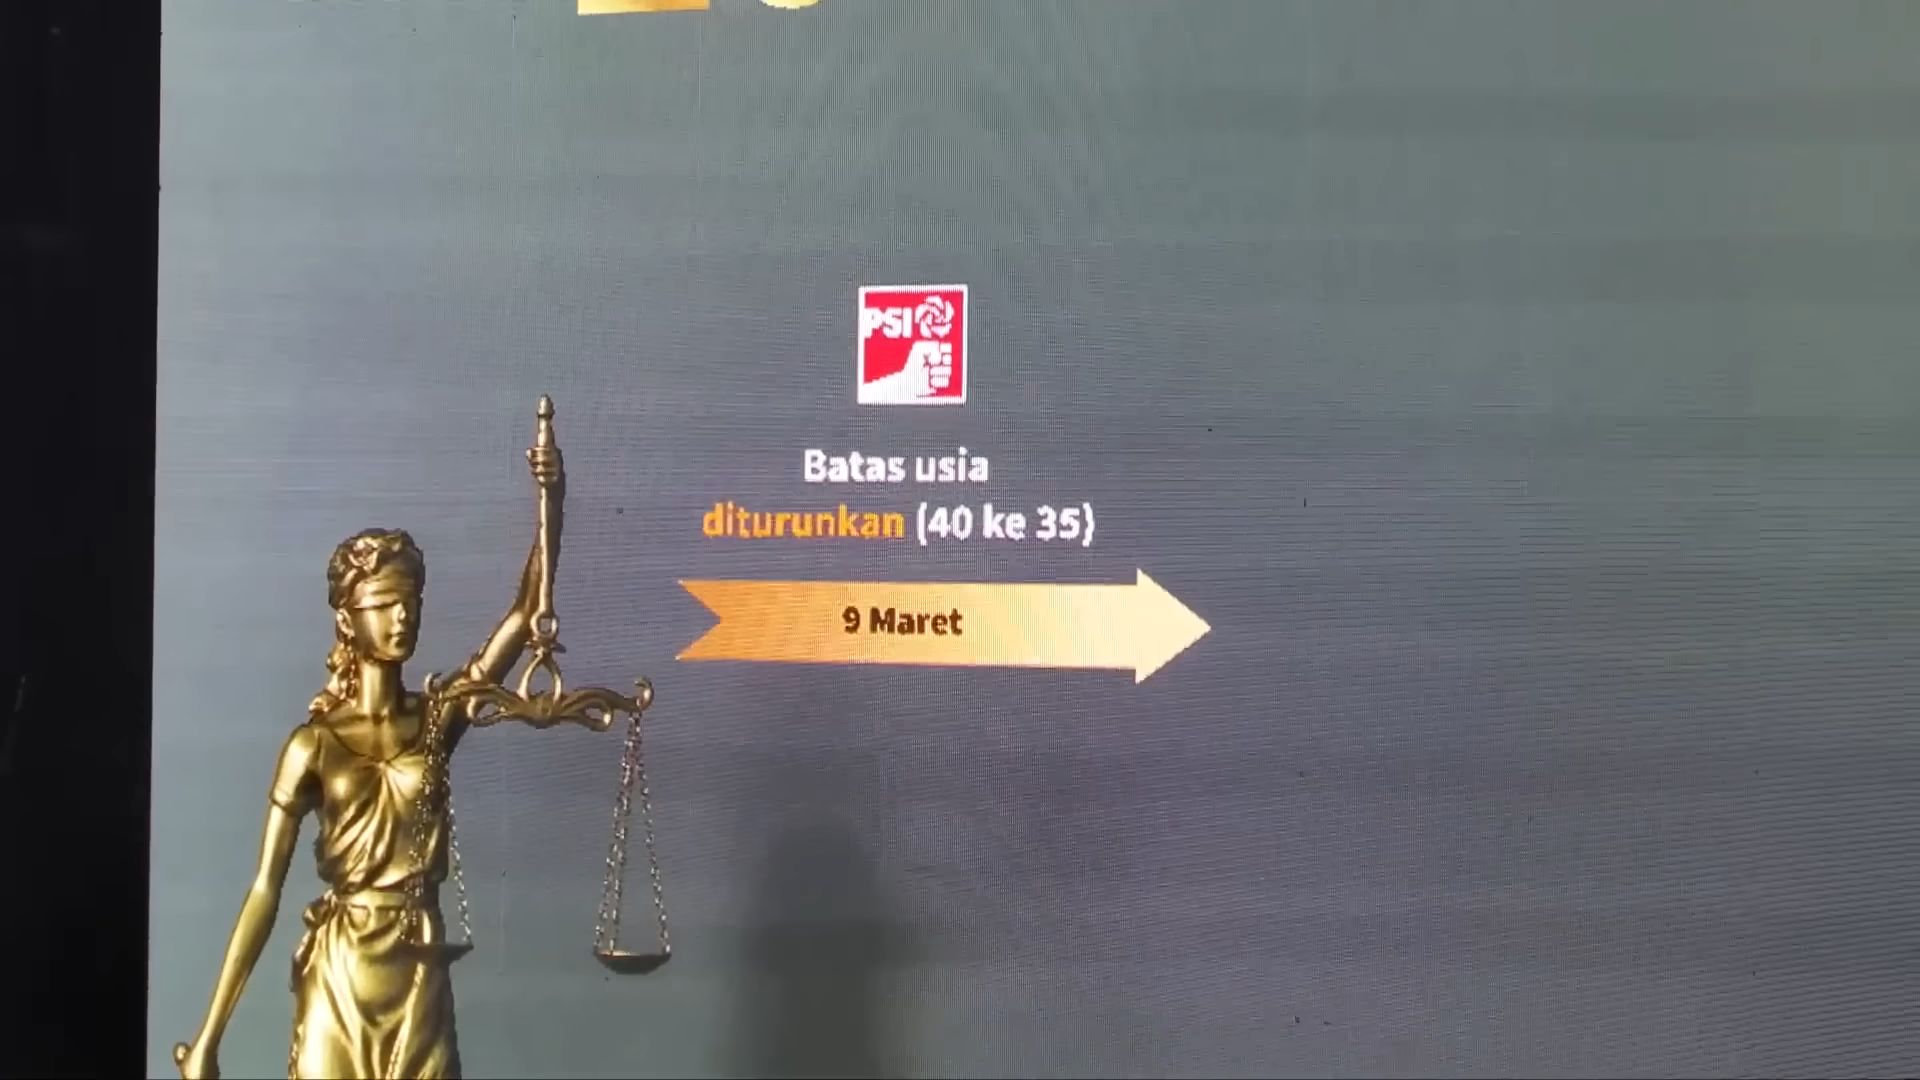 PSI
Batas usia
diturunkan (40 ke 35)
9 Maret